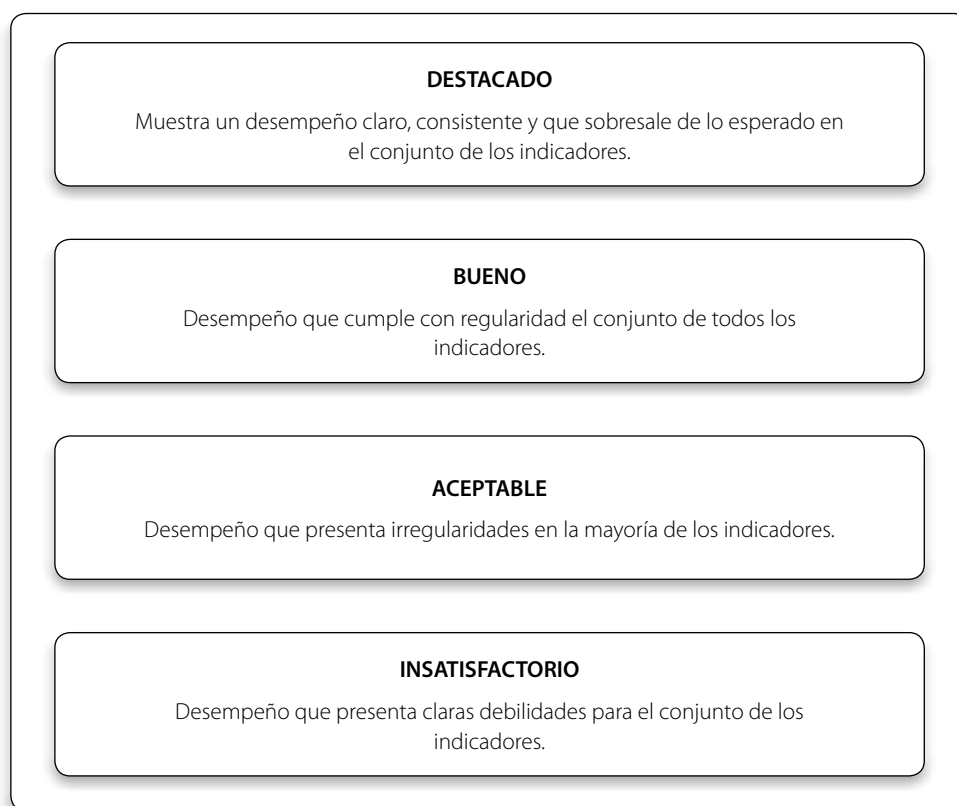 DESTACADO
Muestra un desempeño claro, consistente y que sobresale de lo esperado en
el conjunto de los indicadores.
BUENO
Desempeño que cumple con regularidad el conjunto de todos los
indicadores.
ACEPTABLE
Desempeño que presenta irregularidades en la mayoría de los indicadores.
INSATISFACTORIO
Desempeño que presenta claras debilidades para el conjunto de los
indicadores.